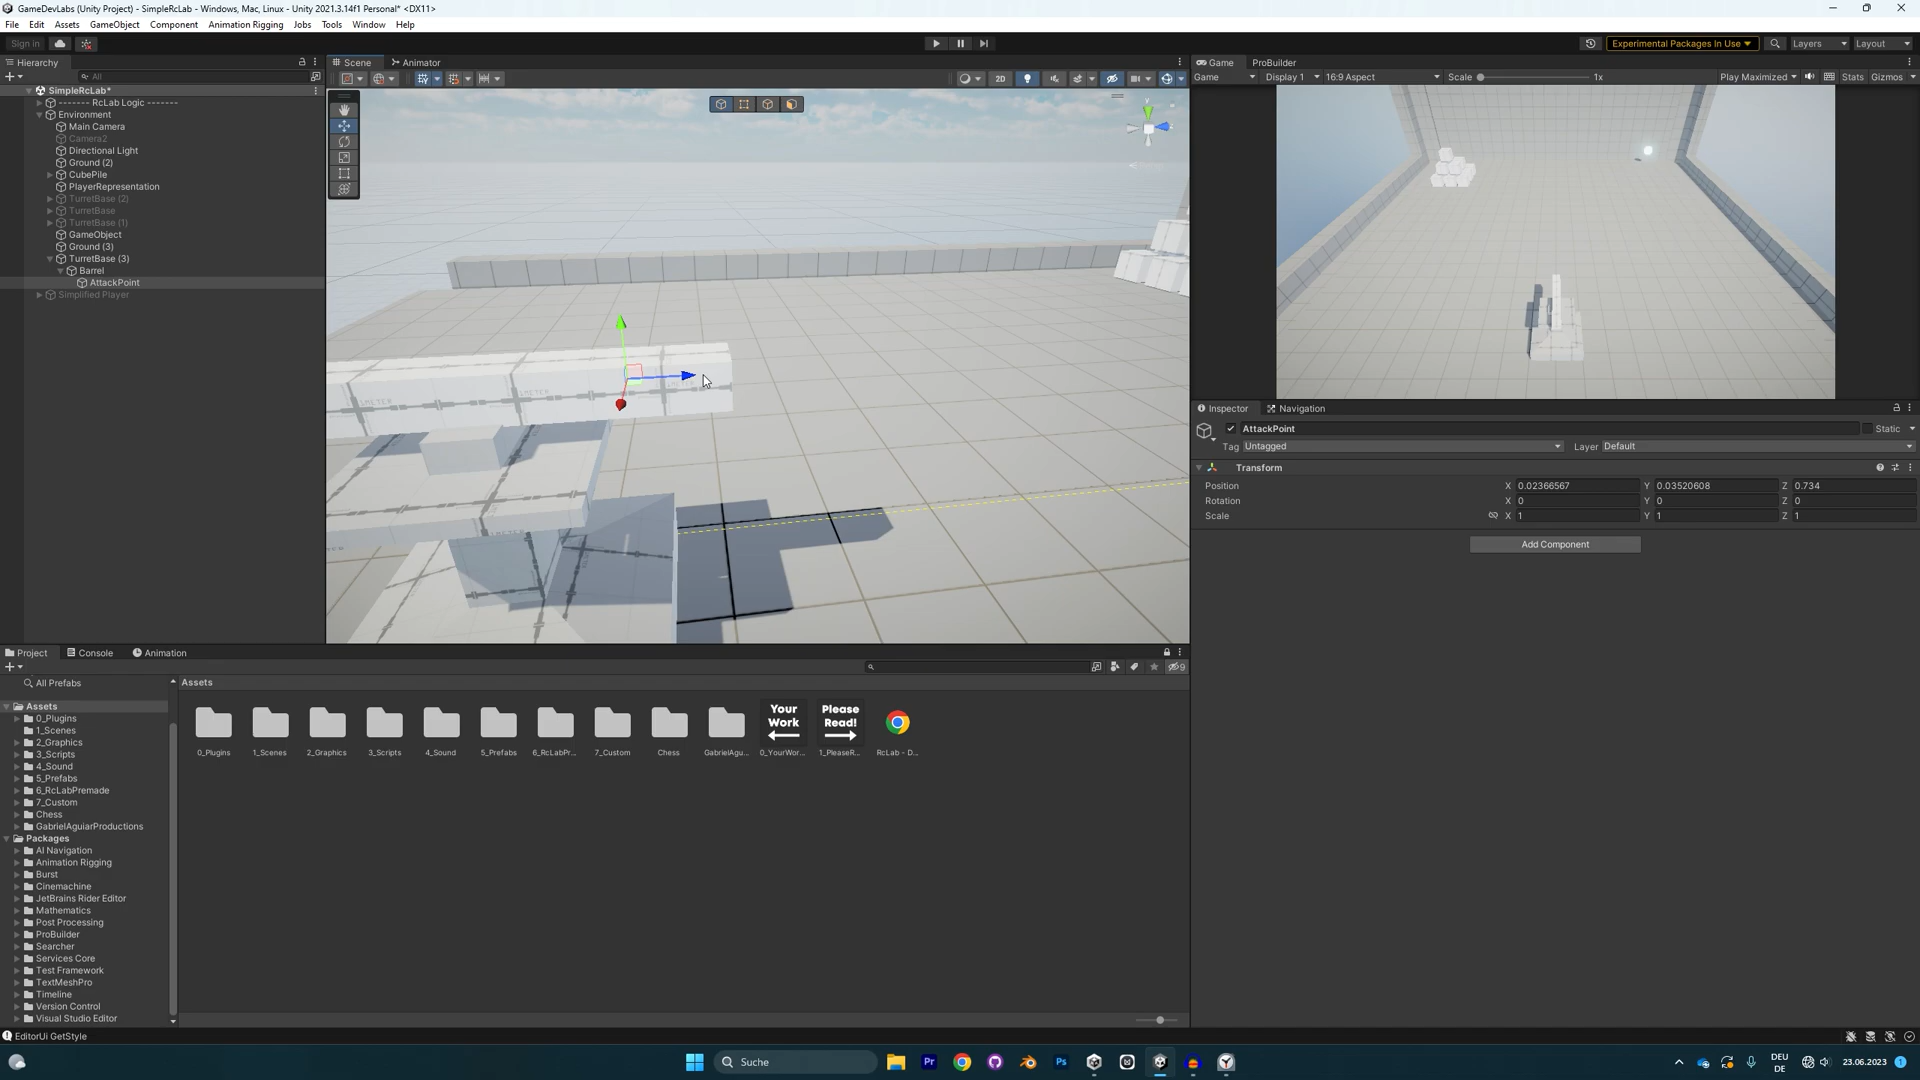 GameDevLabs (Unity Project) - SimpleRcLab - Windows, Mac, Linux - Unity 2021.3.14f1 Personal* <DX11>
File Edit Assets GameObject Component Animation Rigging Jobs Tools Window Help
Sign in
Experimental Packages In Use
Layers
Layout
Hierarchy
All
SimpleRcLab*
------- RcLab Logic -------
Environment
Main Camera
Camera2
Directional Light
Ground (2)
CubePile
PlayerRepresentation
TurretBase (2)
TurretBase
TurretBase (1)
GameObject
Ground (3)
TurretBase (3)
Barrel
AttackPoint
Simplified Player
Scene Animator
2D
Game ProBuilder
Game Display 1 16:9 Aspect Scale 1x Play Maximized Stats Gizmos
Inspector Navigation
AttackPoint Static
Tag Untagged Layer Default
Transform
Position X 0.02366567 Y 0.03520608 Z 0.734
Rotation X 0 Y 0 Z 0
Scale X 1 Y 1 Z 1
Add Component
Project Console Animation
9
All Prefabs
Assets
0_Plugins
1_Scenes
2_Graphics
3_Scripts
4_Sound
5_Prefabs
6_RcLabPremade
7_Custom
Chess
GabrielAguiarProductions
Packages
AI Navigation
Animation Rigging
Burst
Cinemachine
JetBrains Rider Editor
Mathematics
Post Processing
ProBuilder
Searcher
Services Core
Test Framework
TextMeshPro
Timeline
Version Control
Visual Studio Editor
Assets
Your Work
Please Read!
0_Plugins 1_Scenes 2_Graphics 3_Scripts 4_Sound 5_Prefabs 6_RcLabPr... 7_Custom Chess GabrielAgu... 0_YourWor... 1_PleaseR... RcLab - D...
EditorUi GetStyle
Suche
Pr
Ps
DEU
DE
23.06.2023
1